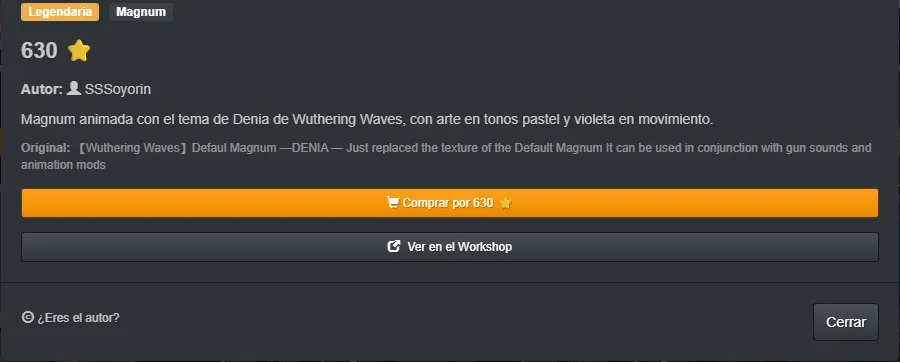 Legendaria Magnum
630
Autor: SSSoyorin
Magnum animada con el tema de Denia de Wuthering Waves, con arte en tonos pastel y violeta en movimiento.
Original: 【Wuthering Waves】Defaul Magnum —DENIA — Just replaced the texture of the Default Magnum It can be used in conjunction with gun sounds and
animation mods
Comprar por 630
Ver en el Workshop
¿Eres el autor?
Cerrar